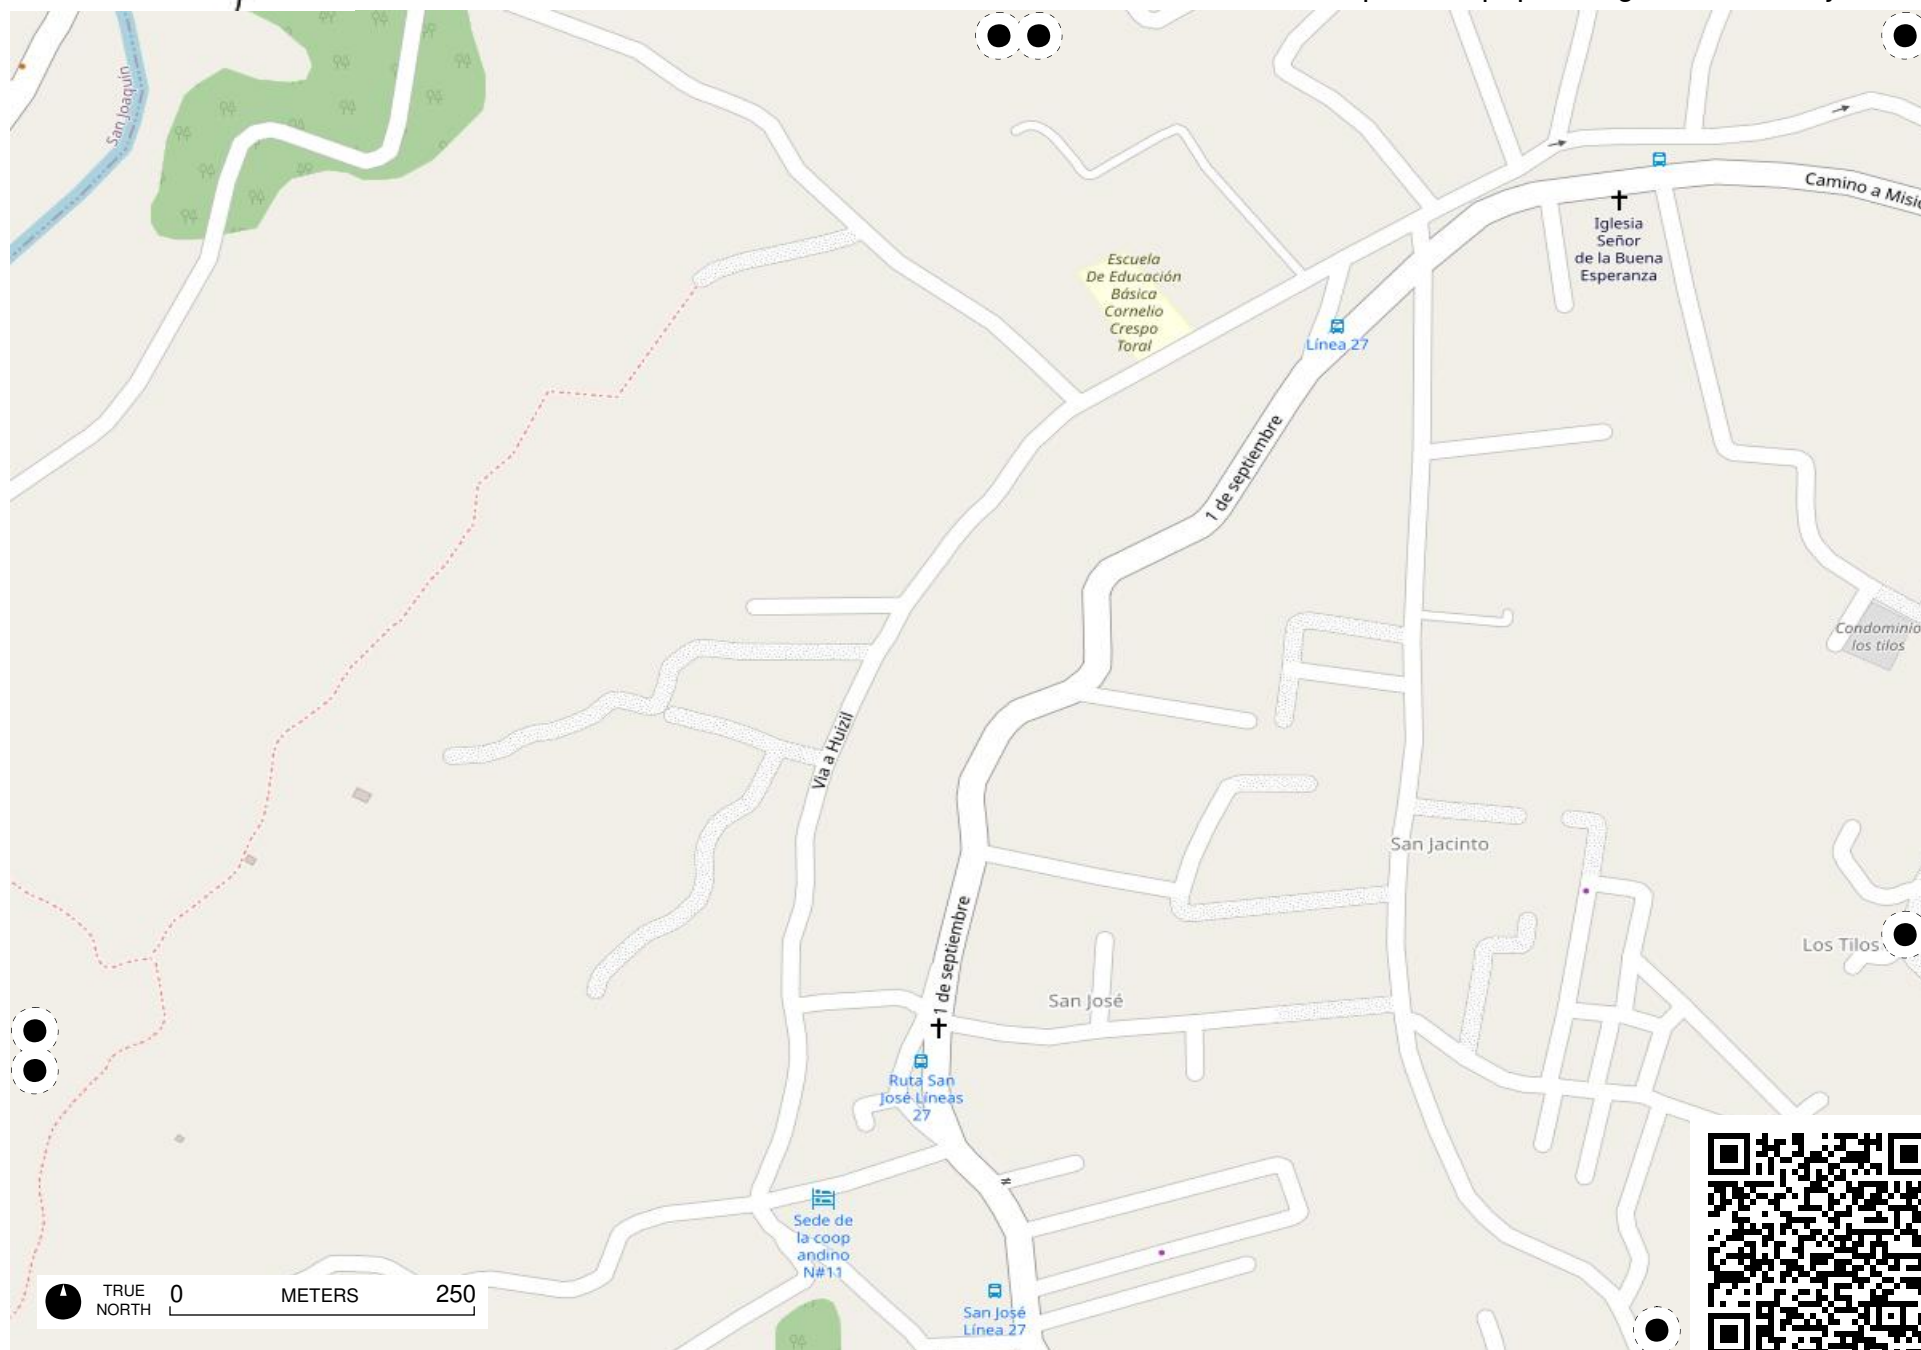 San Joaquín
Camino a Misic
Iglesia
Señor
de la Buena
Esperanza
Escuela
De Educación
Básica
Cornelio
Crespo
Toral
Línea 27
1 de septiembre
Condominio
los tilos
Via a Huizil
San Jacinto
1 de septiembre
Los Tilos
San José
Ruta San
José Líneas
27
Sede de
la coop
andino
N#11
San José
Línea 27
TRUE
NORTH
0 METERS 250